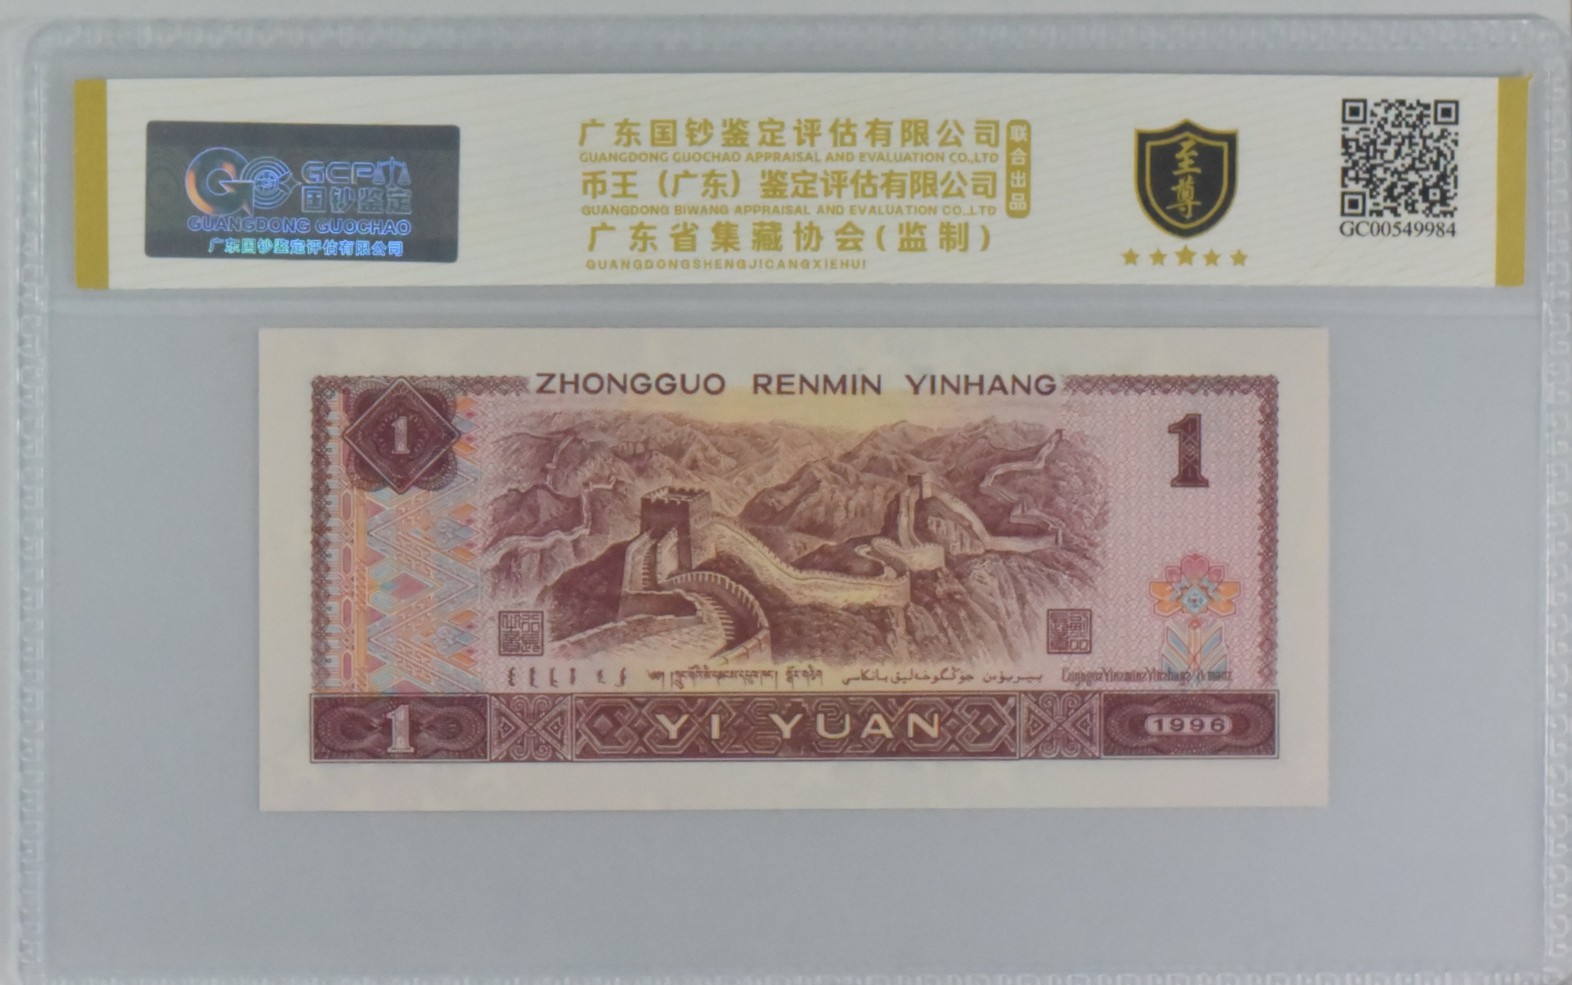 GCP
国钞鉴定
GUANGDONG GUOCHAO
广东国钞鉴定评估有限公司
广东国钞鉴定评估有限公司
GUANGDONG GUOCHAO APPRAISAL AND EVALUATION CO.,LTD
币王（广东）鉴定评估有限公司
GUANGDONG BIWANG APPRAISAL AND EVALUATION CO.,LTD
联合出品
广东省集藏协会(监制)
GUANGDONGSHENGJICANGXIEHUI
至尊
GC00549984
ZHONGGUO RENMIN YINHANG
1
1
1
YI YUAN
1996